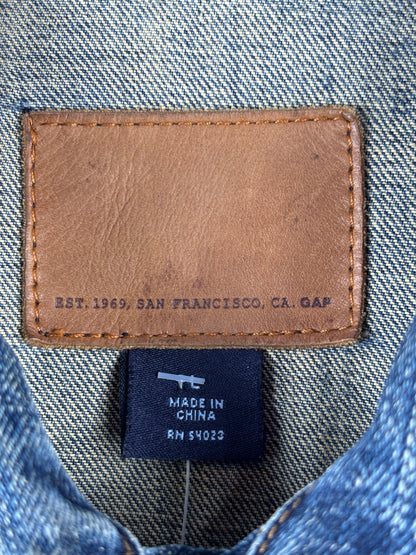 EST. 1969, SAN FRANCISCO, CA. GAP
MADE IN
CHINA
RN 54023